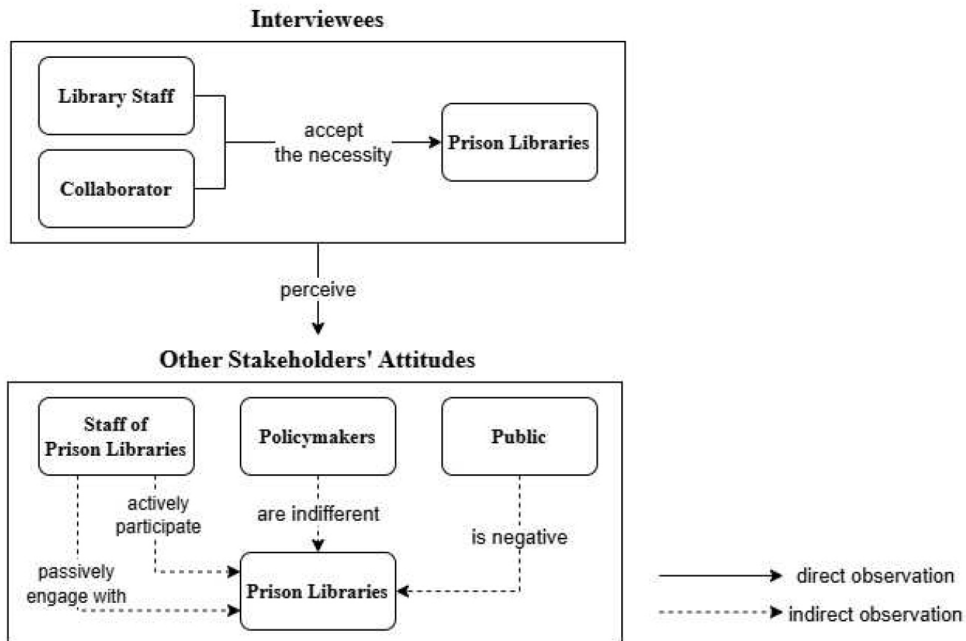 Interviewees
Library Staff
Collaborator
accept
the necessity
Prison Libraries
perceive
Other Stakeholders' Attitudes
Staff of
Prison Libraries
Policymakers
Public
actively
participate
are indifferent
is negative
passively
engage with
Prison Libraries
direct observation
indirect observation